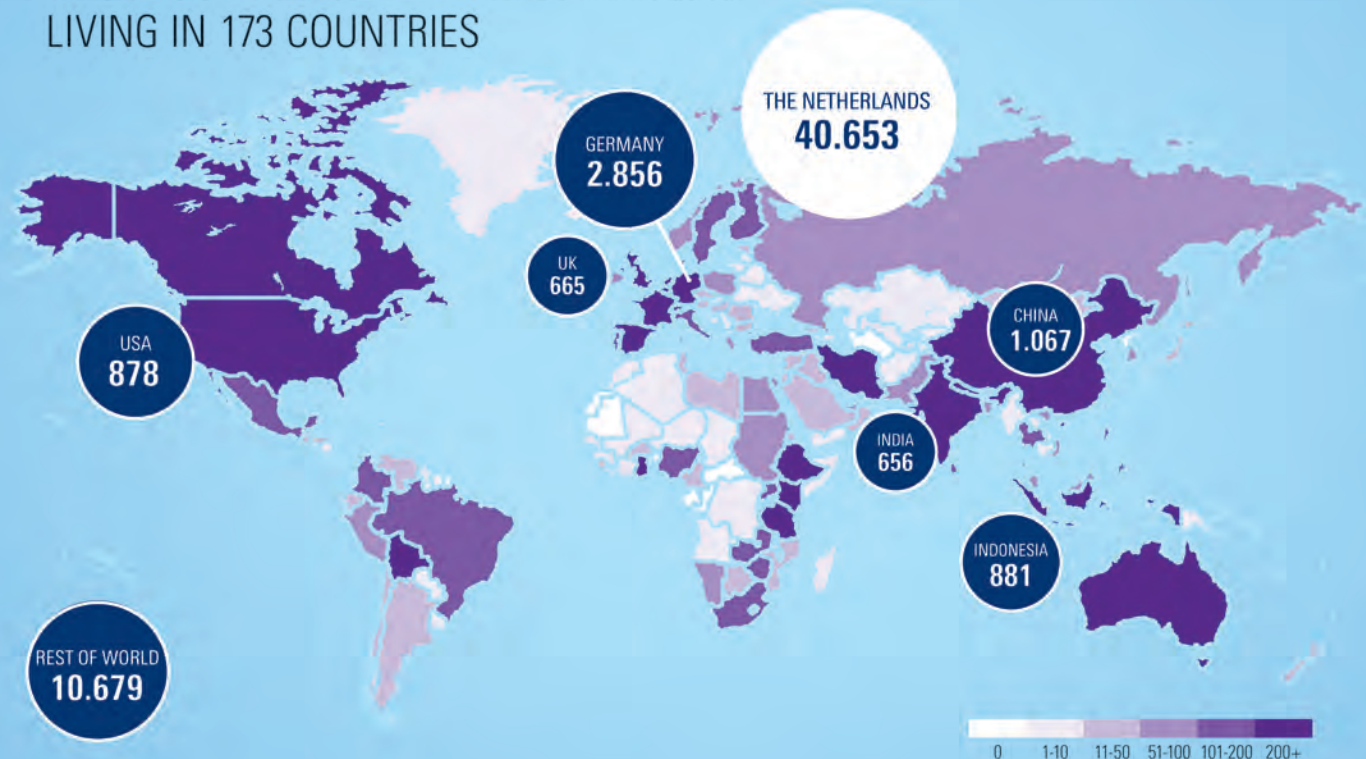 LIVING IN 173 COUNTRIES
THE NETHERLANDS
40.653
GERMANY
2.856
UK
665
USA
878
CHINA
1.067
INDIA
656
INDONESIA
881
REST OF WORLD
10.679
0 1-10 11-50 51-100 101-200 200+